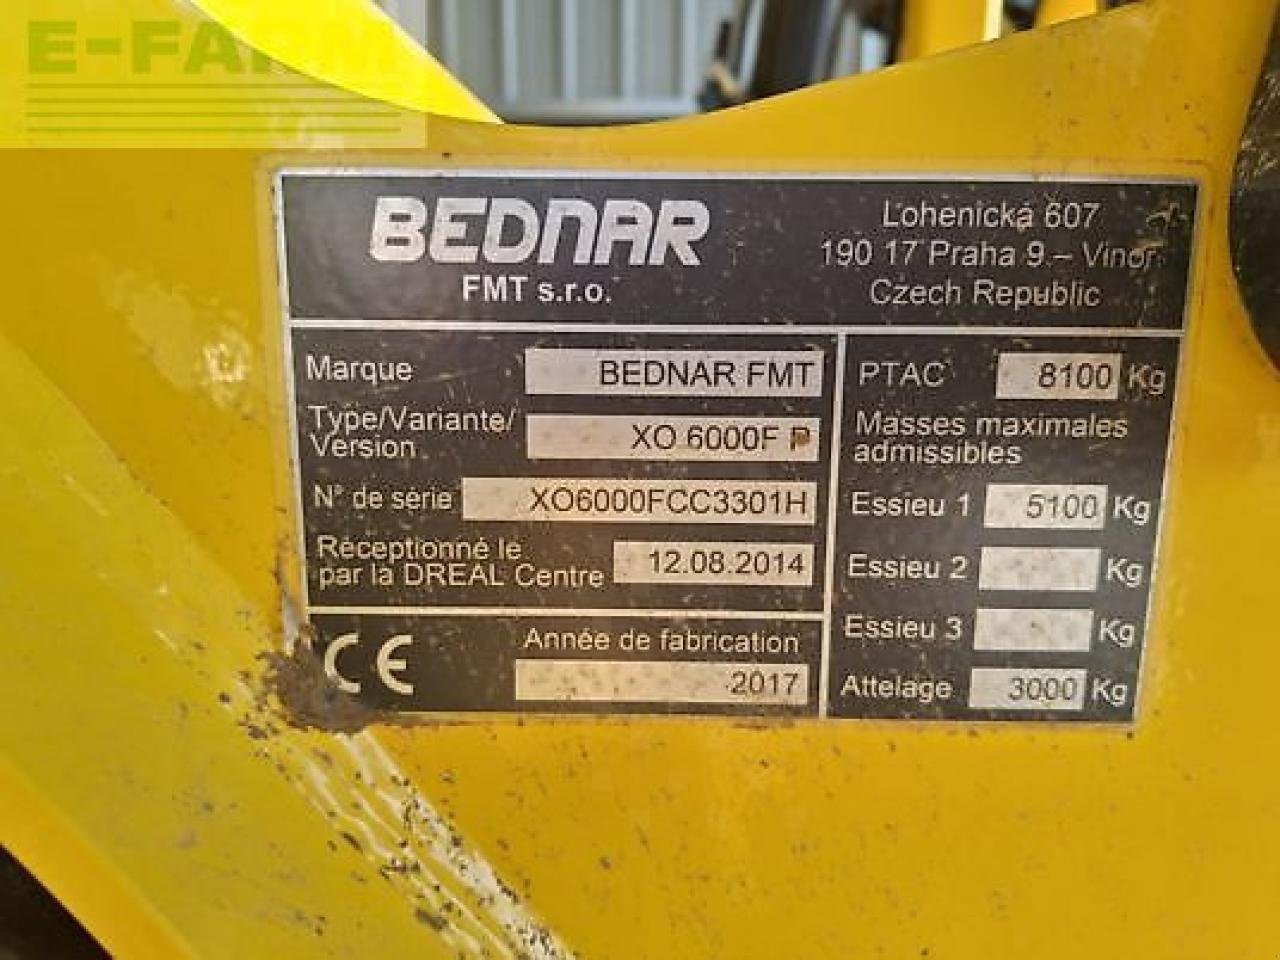 E-FARM
BEDNAR
FMT s.r.o.
Lohenická 607
190 17 Praha 9 – Vinoř
Czech Republic
Marque BEDNAR FMT
Type/Variante/
Version XO 6000F P
N° de série XO6000FCC3301H
Réceptionné le
par la DREAL Centre 12.08.2014
CE
Année de fabrication
2017
PTAC 8100 Kg
Masses maximales
admissibles
Essieu 1 5100 Kg
Essieu 2 Kg
Essieu 3 Kg
Attelage 3000 Kg